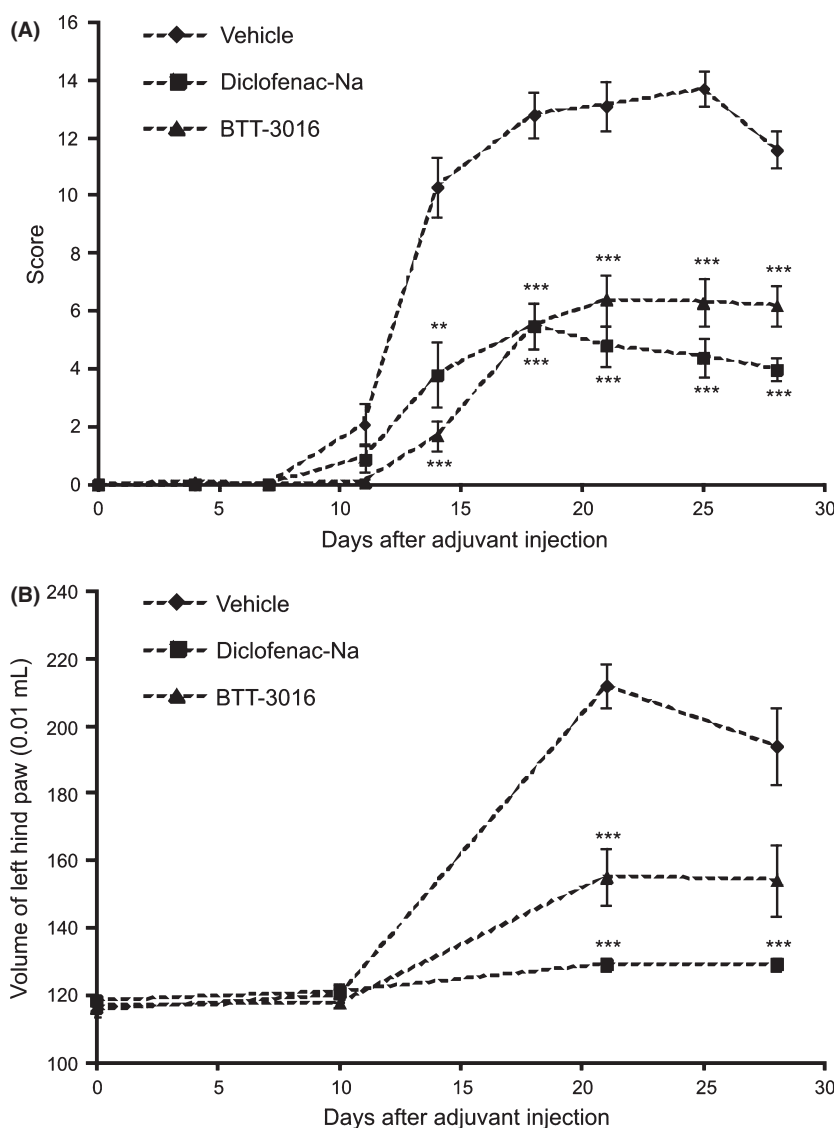 (A)
16
14
12
10
8
6
4
2
0
Score
Vehicle
Diclofenac-Na
BTT-3016
**
***
***
***
***
***
***
***
***
***
0 5 10 15 20 25 30
Days after adjuvant injection
(B)
240
220
200
180
160
140
120
100
Volume of left hind paw (0.01 mL)
Vehicle
Diclofenac-Na
BTT-3016
***
***
***
0 5 10 15 20 25 30
Days after adjuvant injection